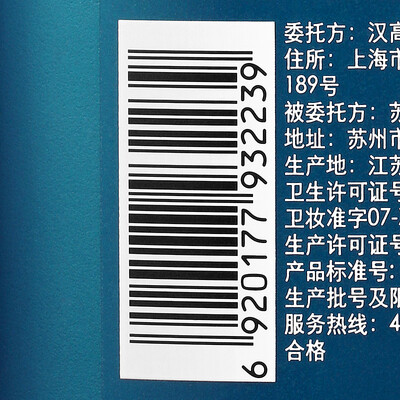 委托方：汉高
住所：上海市
189号
被委托方：苏
地址：苏州市
生产地：江苏
卫生许可证号
卫妆准字07-
生产许可证号
产品标准号：
生产批号及限
服务热线：4
合格
6 920177 932239